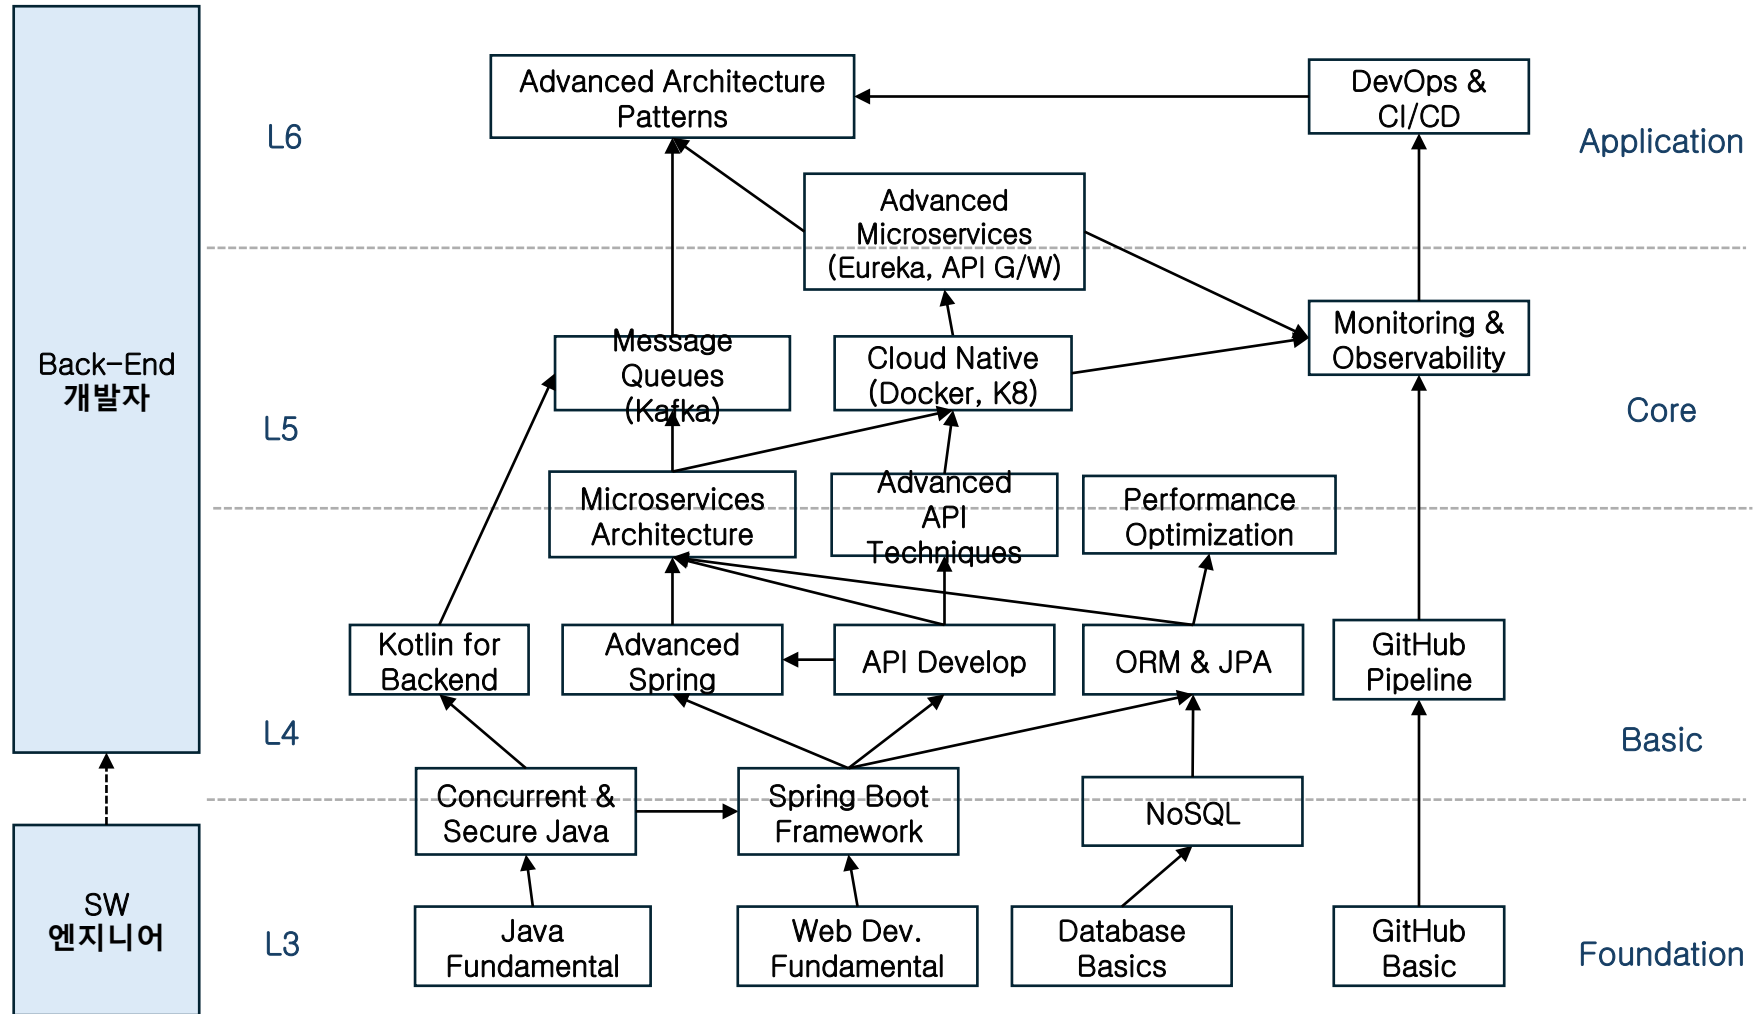 Advanced Architecture
Patterns
DevOps &
CI/CD
L6
Application
Advanced
Microservices
(Eureka, API G/W)
Back-End
개발자
Message
Queues
(Kafka)
Cloud Native
(Docker, K8)
Monitoring &
Observability
L5
Core
Microservices
Architecture
Advanced
API
Techniques
Performance
Optimization
Kotlin for
Backend
Advanced
Spring
API Develop
ORM & JPA
GitHub
Pipeline
L4
Basic
Concurrent &
Secure Java
Spring Boot
Framework
NoSQL
SW
엔지니어
L3
Java
Fundamental
Web Dev.
Fundamental
Database
Basics
GitHub
Basic
Foundation